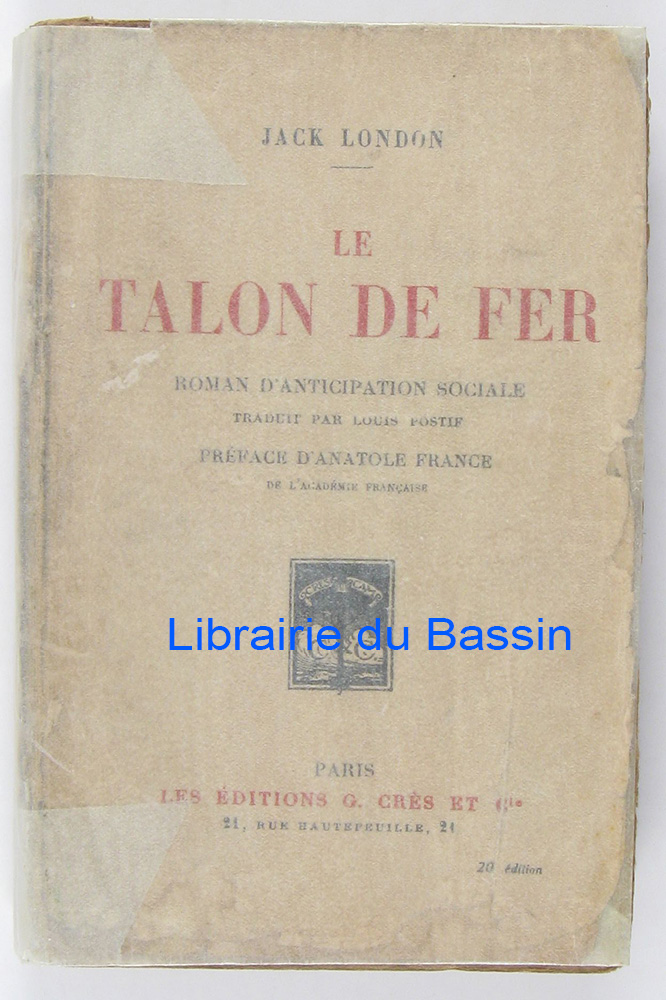 JACK LONDON
LE
TALON DE FER
ROMAN D'ANTICIPATION SOCIALE
TRADUIT PAR LOUIS POSTIF
PRÉFACE D'ANATOLE FRANCE
DE L'ACADÉMIE FRANÇAISE
Librairie du Bassin
PARIS
LES ÉDITIONS G. CRÈS ET Cie
21, RUE HAUTEFEUILLE, 21
20 édition